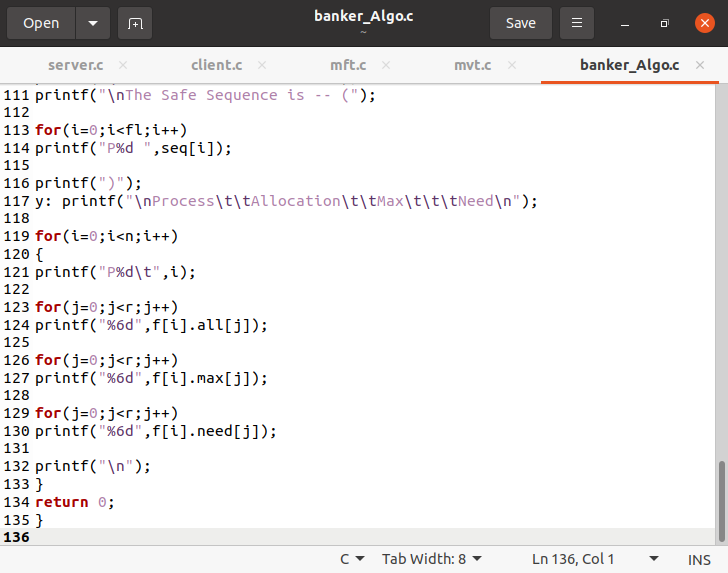 Open
banker_Algo.c
~
Save
server.c
client.c
mft.c
mvt.c
banker_Algo.c
111 printf("\nThe Safe Sequence is -- (");
112
113 for(i=0;i<fl;i++)
114 printf("P%d ",seq[i]);
115
116 printf(")");
117 y: printf("\nProcess\t\tAllocation\t\tMax\t\t\tNeed\n");
118
119 for(i=0;i<n;i++)
120 {
121 printf("P%d\t",i);
122
123 for(j=0;j<r;j++)
124 printf("%6d",f[i].all[j]);
125
126 for(j=0;j<r;j++)
127 printf("%6d",f[i].max[j]);
128
129 for(j=0;j<r;j++)
130 printf("%6d",f[i].need[j]);
131
132 printf("\n");
133 }
134 return 0;
135 }
136
C Tab Width: 8 Ln 136, Col 1 INS